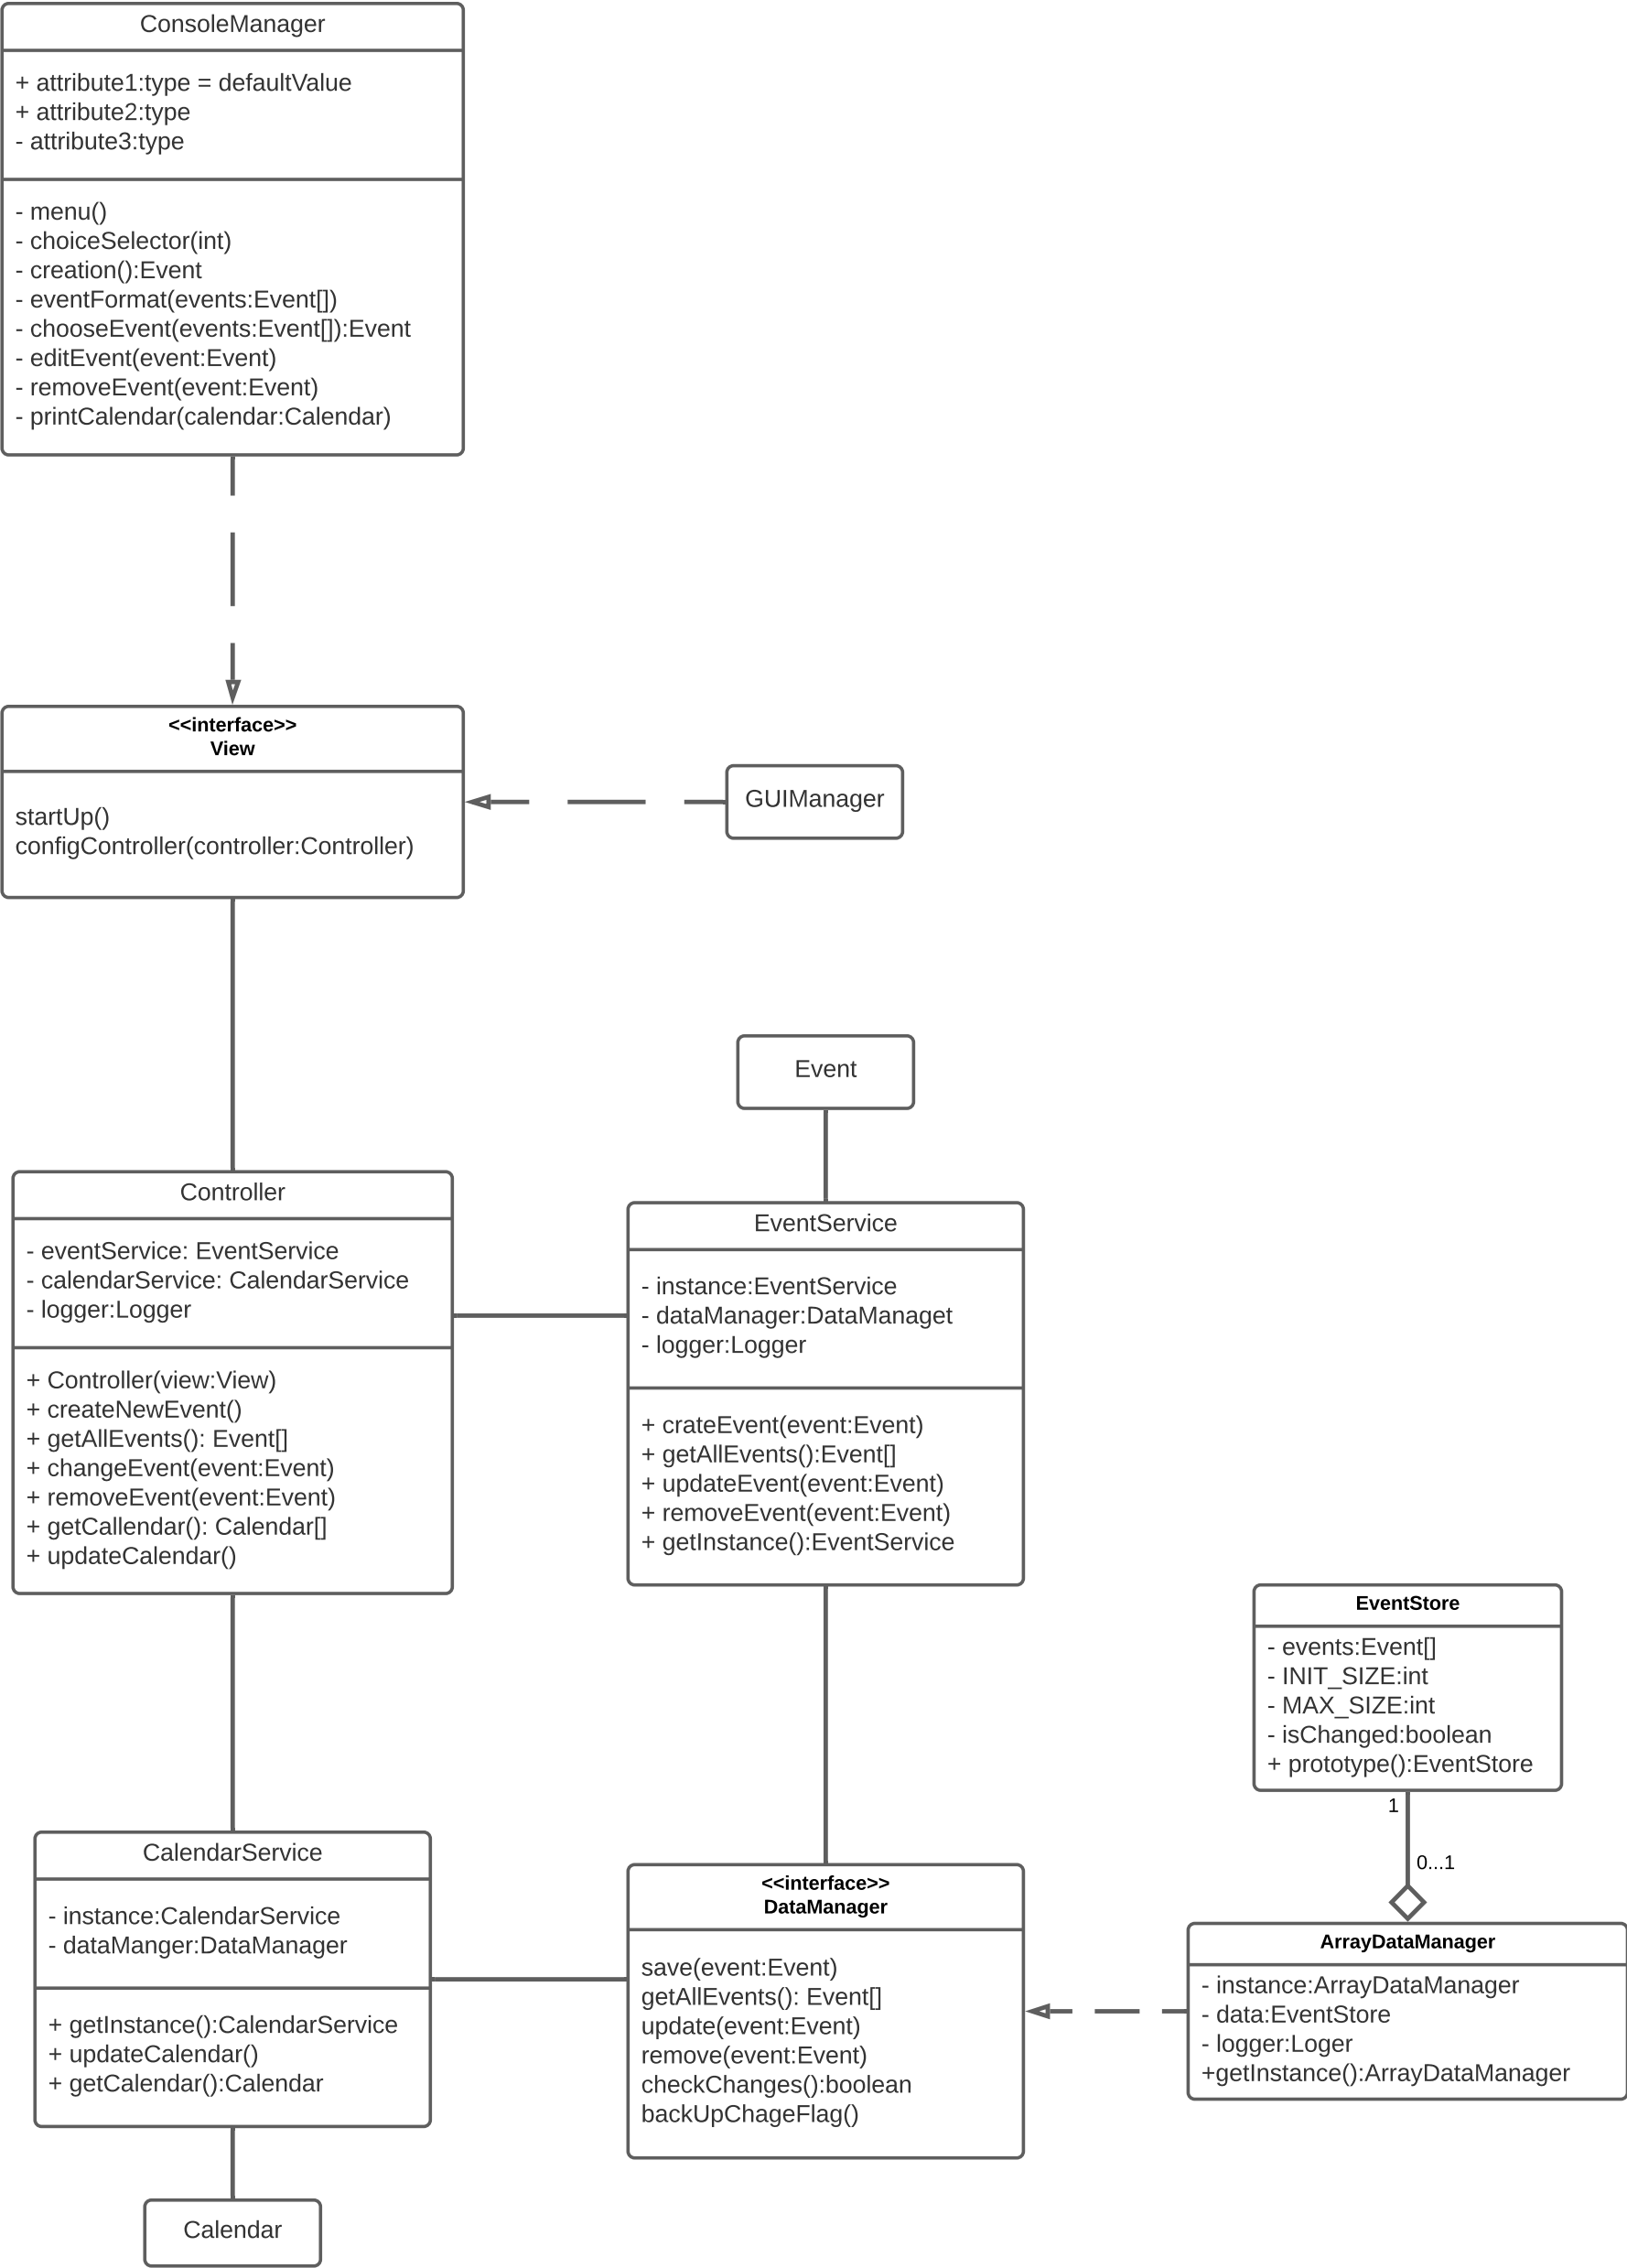 ConsoleManager
+ attribute1:type = defaultValue
+ attribute2:type
- attribute3:type
- menu()
- choiceSelector(int)
- creation():Event
- eventFormat(events:Event[])
- chooseEvent(events:Event[]):Event
- editEvent(event:Event)
- removeEvent(event:Event)
- printCalendar(calendar:Calendar)
<<interface>>
View
startUp()
configController(controller:Controller)
GUIManager
Event
Controller
- eventService: EventService
- calendarService: CalendarService
- logger:Logger
+ Controller(view:View)
+ createNewEvent()
+ getAllEvents(): Event[]
+ changeEvent(event:Event)
+ removeEvent(event:Event)
+ getCallendar(): Calendar[]
+ updateCalendar()
EventService
- instance:EventService
- dataManager:DataManaget
- logger:Logger
+ crateEvent(event:Event)
+ getAllEvents():Event[]
+ updateEvent(event:Event)
+ removeEvent(event:Event)
+ getInstance():EventService
EventStore
- events:Event[]
- INIT_SIZE:int
- MAX_SIZE:int
- isChanged:boolean
+ prototype():EventStore
1
0...1
CalendarService
- instance:CalendarService
- dataManger:DataManager
+ getInstance():CalendarService
+ updateCalendar()
+ getCalendar():Calendar
<<interface>>
DataManager
save(event:Event)
getAllEvents(): Event[]
update(event:Event)
remove(event:Event)
checkChanges():boolean
backUpChageFlag()
ArrayDataManager
- instance:ArrayDataManager
- data:EventStore
- logger:Loger
+getInstance():ArrayDataManager
Calendar